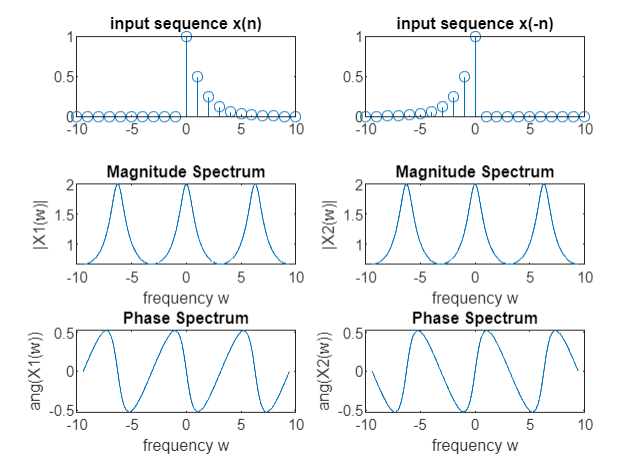 input sequence x(n)
1
0.5
0
-10 -5 0 5 10
input sequence x(-n)
1
0.5
0
-10 -5 0 5 10
Magnitude Spectrum
|X1(w)|
2
1.5
1
-10 -5 0 5 10
frequency w
Magnitude Spectrum
|X2(w)|
2
1.5
1
-10 -5 0 5 10
frequency w
Phase Spectrum
ang(X1(w))
0.5
0
-0.5
-10 -5 0 5 10
frequency w
Phase Spectrum
ang(X2(w))
0.5
0
-0.5
-10 -5 0 5 10
frequency w